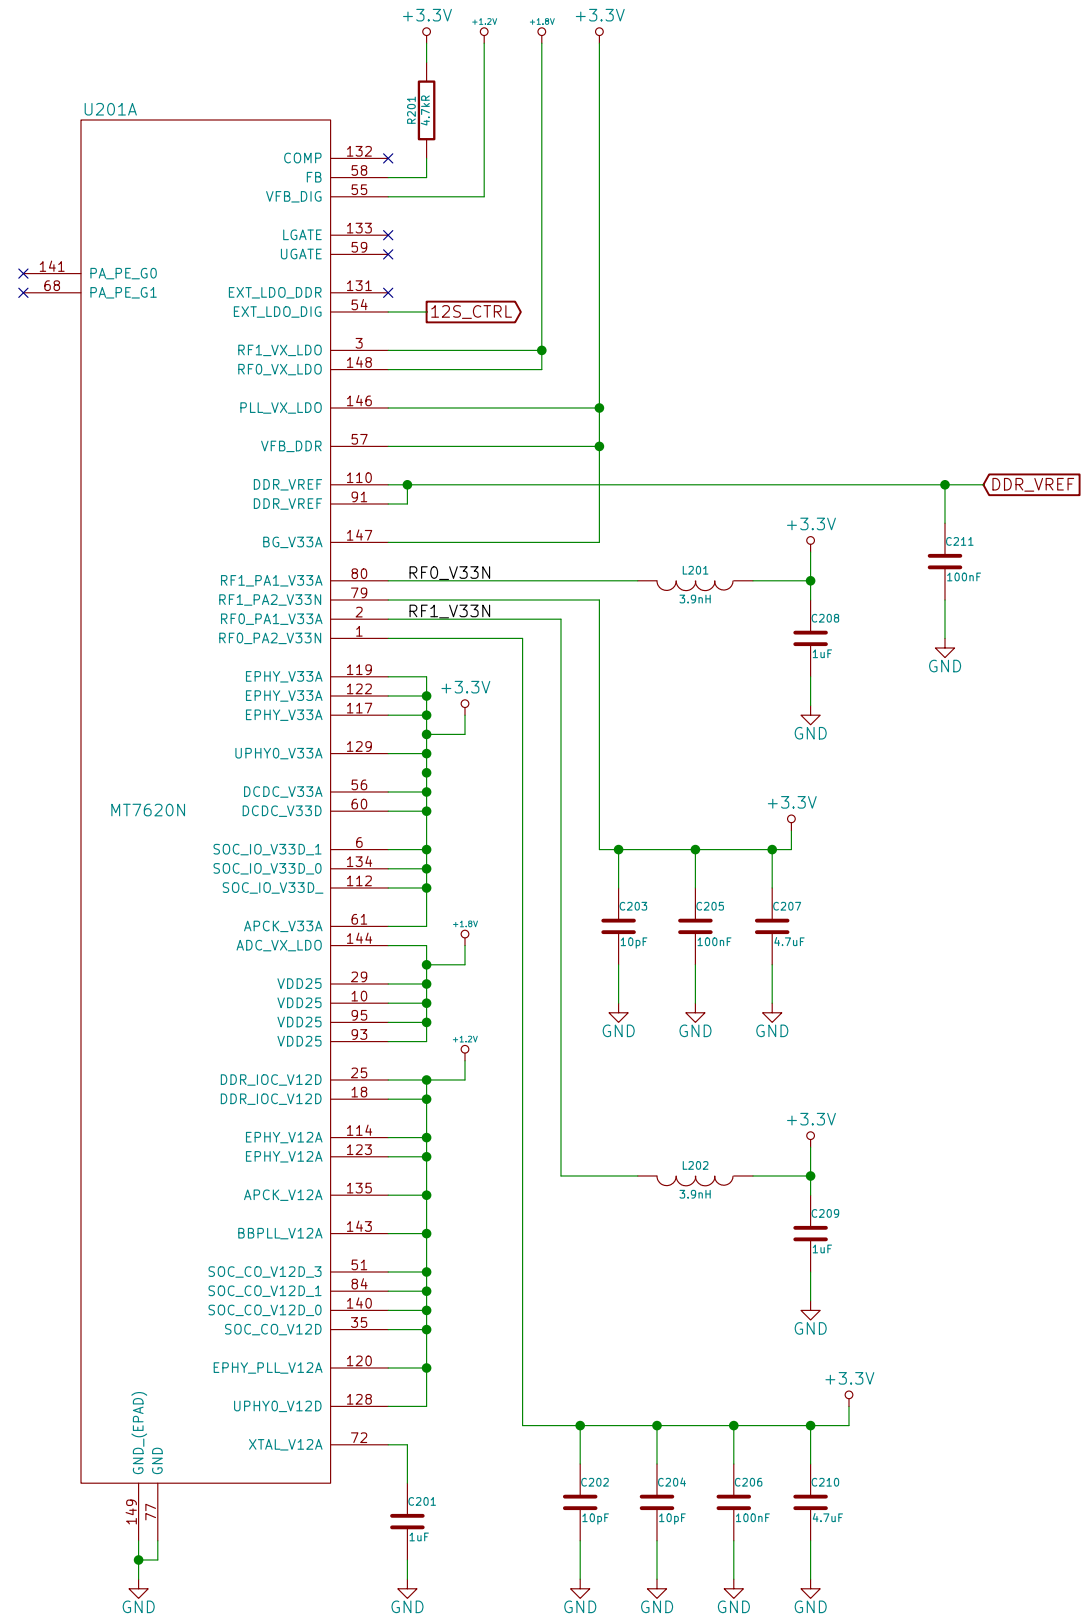 +3.3V +1.2V +1.8V +3.3V
R201
4.7kR
U201A
COMP 132
FB 58
VFB_DIG 55
LGATE 133
UGATE 59
141 PA_PE_G0
68 PA_PE_G1
EXT_LDO_DDR 131
EXT_LDO_DIG 54 12S_CTRL
RF1_VX_LDO 3
RF0_VX_LDO 148
PLL_VX_LDO 146
VFB_DDR 57
DDR_VREF 110 DDR_VREF
DDR_VREF 91
BG_V33A 147
+3.3V
C211
100nF
GND
RF1_PA1_V33A 80 RF0_V33N L201
3.9nH
RF1_PA2_V33N 79
RF0_PA1_V33A 2 RF1_V33N
RF0_PA2_V33N 1
C208
1uF
GND
EPHY_V33A 119
EPHY_V33A 122 +3.3V
EPHY_V33A 117
UPHY0_V33A 129
DCDC_V33A 56
DCDC_V33D 60
MT7620N
+3.3V
SOC_IO_V33D_1 6
SOC_IO_V33D_0 134
SOC_IO_V33D_ 112
APCK_V33A 61
ADC_VX_LDO 144 +1.8V
C203 C205 C207
10pF 100nF 4.7uF
GND GND GND
VDD25 29
VDD25 10
VDD25 95
VDD25 93
+1.2V
DDR_IOC_V12D 25
DDR_IOC_V12D 18
EPHY_V12A 114
EPHY_V12A 123
APCK_V12A 135
+3.3V
L202
3.9nH
C209
1uF
GND
BBPLL_V12A 143
SOC_CO_V12D_3 51
SOC_CO_V12D_1 84
SOC_CO_V12D_0 140
SOC_CO_V12D 35
EPHY_PLL_V12A 120
UPHY0_V12D 128
XTAL_V12A 72
+3.3V
GND_(EPAD)
GND
149
77
GND
C201
1uF
GND
C202 C204 C206 C210
10pF 10pF 100nF 4.7uF
GND GND GND GND